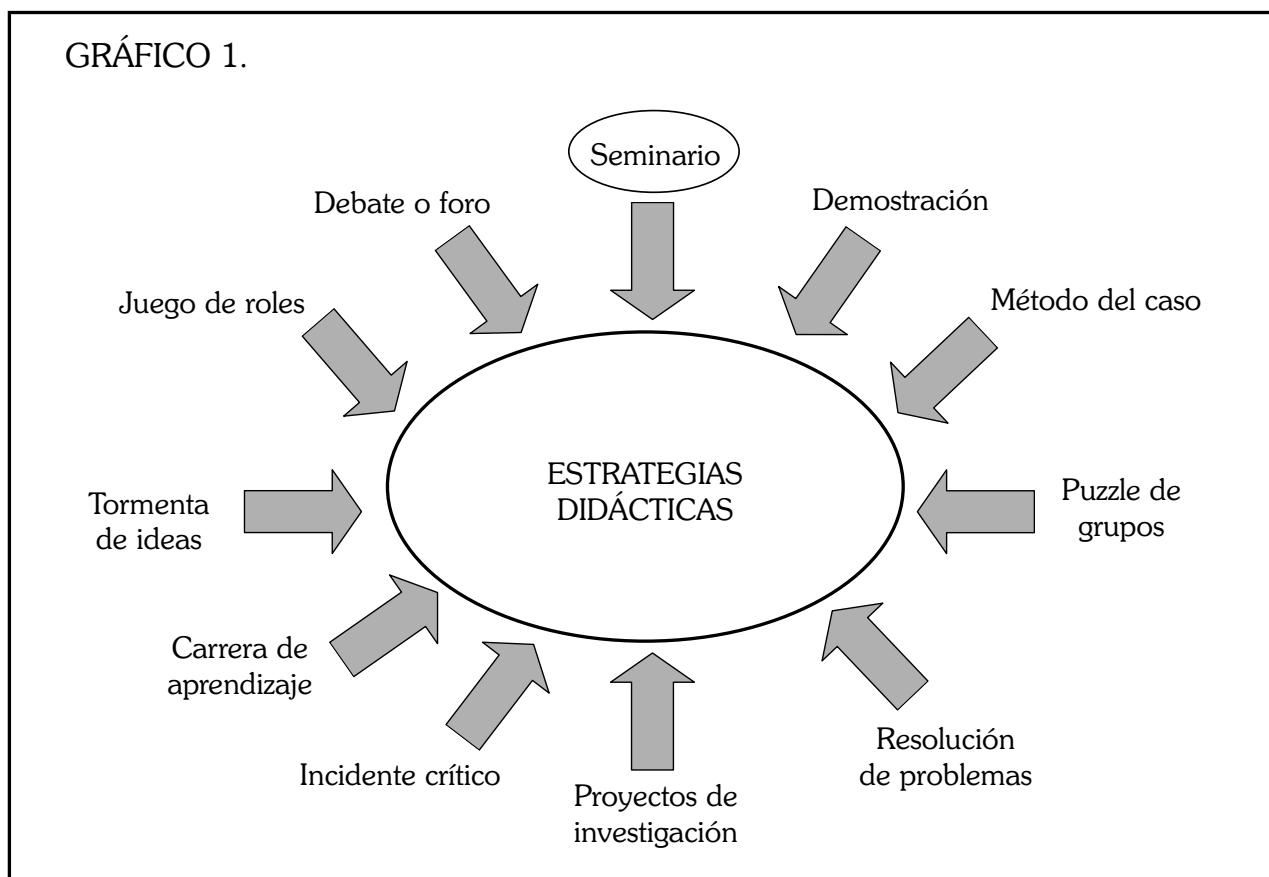 GRÁFICO 1.
Seminario
Debate o foro
Demostración
Juego de roles
Método del caso
ESTRATEGIAS
DIDÁCTICAS
Tormenta
de ideas
Puzzle de
grupos
Carrera de
aprendizaje
Incidente crítico
Proyectos de
investigación
Resolución
de problemas